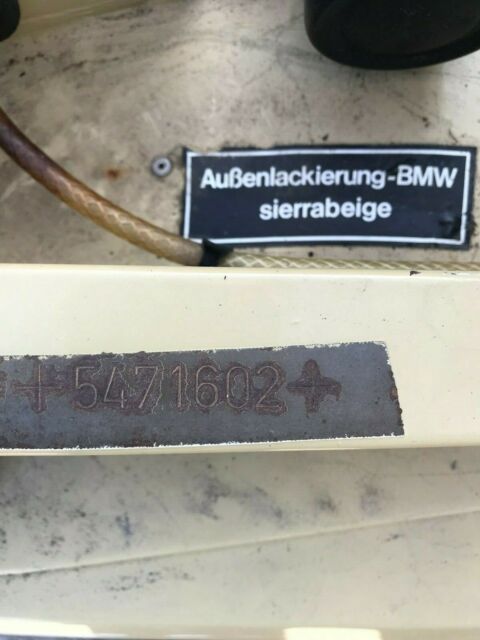 Außenlackierung-BMW
sierrabeige
+5471602+